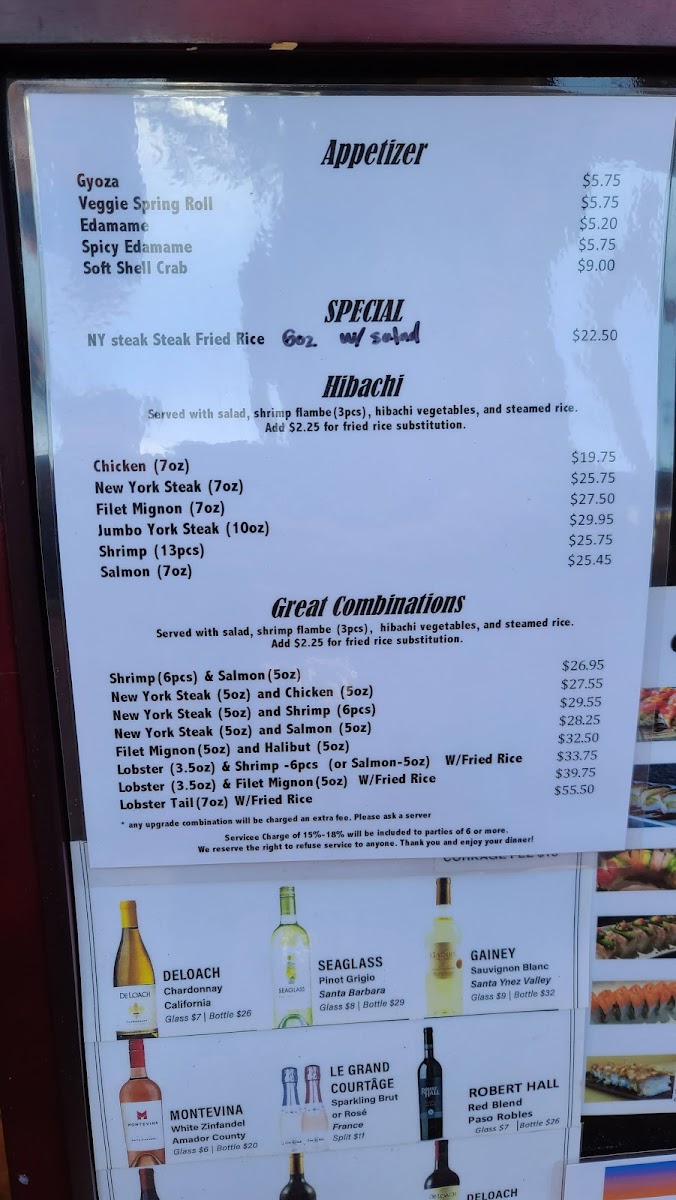 Appetizer
Gyoza $5.75
Veggie Spring Roll $5.75
Edamame $5.20
Spicy Edamame $5.75
Soft Shell Crab $9.00
SPECIAL
NY steak Steak Fried Rice 6oz w/ salad $22.50
Hibachi
Served with salad, shrimp flambe(3pcs), hibachi vegetables, and steamed rice.
Add $2.25 for fried rice substitution.
Chicken (7oz) $19.75
New York Steak (7oz) $25.75
Filet Mignon (7oz) $27.50
Jumbo York Steak (10oz) $29.95
Shrimp (13pcs) $25.75
Salmon (7oz) $25.45
Great Combinations
Served with salad, shrimp flambe (3pcs), hibachi vegetables, and steamed rice.
Add $2.25 for fried rice substitution.
Shrimp(6pcs) & Salmon(5oz) $26.95
New York Steak (5oz) and Chicken (5oz) $27.55
New York Steak (5oz) and Shrimp (6pcs) $29.55
New York Steak (5oz) and Salmon (5oz) $28.25
Filet Mignon(5oz) and Halibut (5oz) $32.50
Lobster (3.5oz) & Shrimp -6pcs (or Salmon-5oz) W/Fried Rice $33.75
Lobster (3.5oz) & Filet Mignon(5oz) W/Fried Rice $39.75
Lobster Tail(7oz) W/Fried Rice $55.50
* any upgrade combination will be charged an extra fee. Please ask a server
Servicee Charge of 15%-18% will be included to parties of 6 or more.
We reserve the right to refuse service to anyone. Thank you and enjoy your dinner!
DELOACH
Chardonnay
California
Glass $7 | Bottle $26
SEAGLASS
Pinot Grigio
Santa Barbara
Glass $8 | Bottle $29
GAINEY
Sauvignon Blanc
Santa Ynez Valley
Glass $9 | Bottle $32
DELOACH
SEAGLASS
MONTEVINA
White Zinfandel
Amador County
Glass $6 | Bottle $20
LE GRAND
COURTÂGE
Sparkling Brut
or Rosé
France
Split $11
ROBERT HALL
Red Blend
Paso Robles
Glass $7 | Bottle $26
MONTEVINA
DELOACH